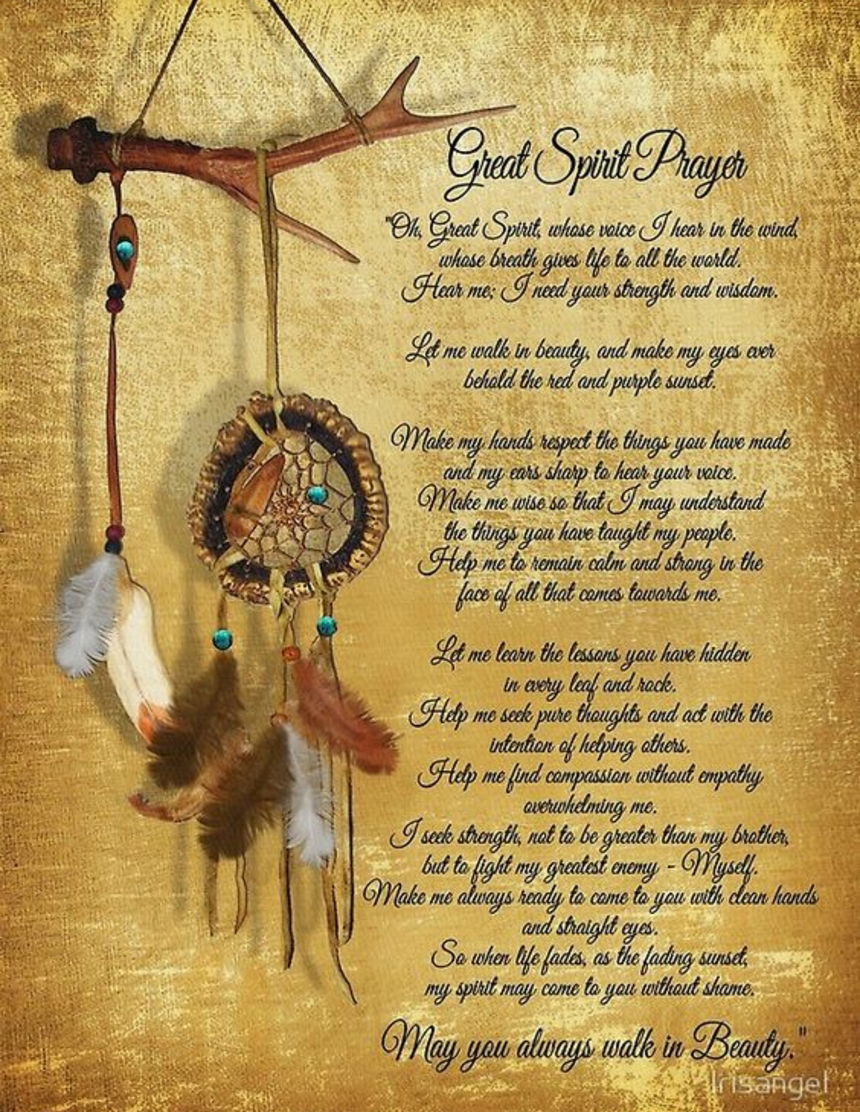 Great Spirit Prayer
"Oh, Great Spirit, whose voice I hear in the wind,
whose breath gives life to all the world.
Hear me; I need your strength and wisdom.
Let me walk in beauty, and make my eyes ever
behold the red and purple sunset.
Make my hands respect the things you have made
and my ears sharp to hear your voice.
Make me wise so that I may understand
the things you have taught my people.
Help me to remain calm and strong in the
face of all that comes towards me.
Let me learn the lessons you have hidden
in every leaf and rock.
Help me seek pure thoughts and act with the
intention of helping others.
Help me find compassion without empathy
overwhelming me.
I seek strength, not to be greater than my brother,
but to fight my greatest enemy - Myself.
Make me always ready to come to you with clean hands
and straight eyes.
So when life fades, as the fading sunset,
my spirit may come to you without shame.
May you always walk in Beauty."
Irisangel